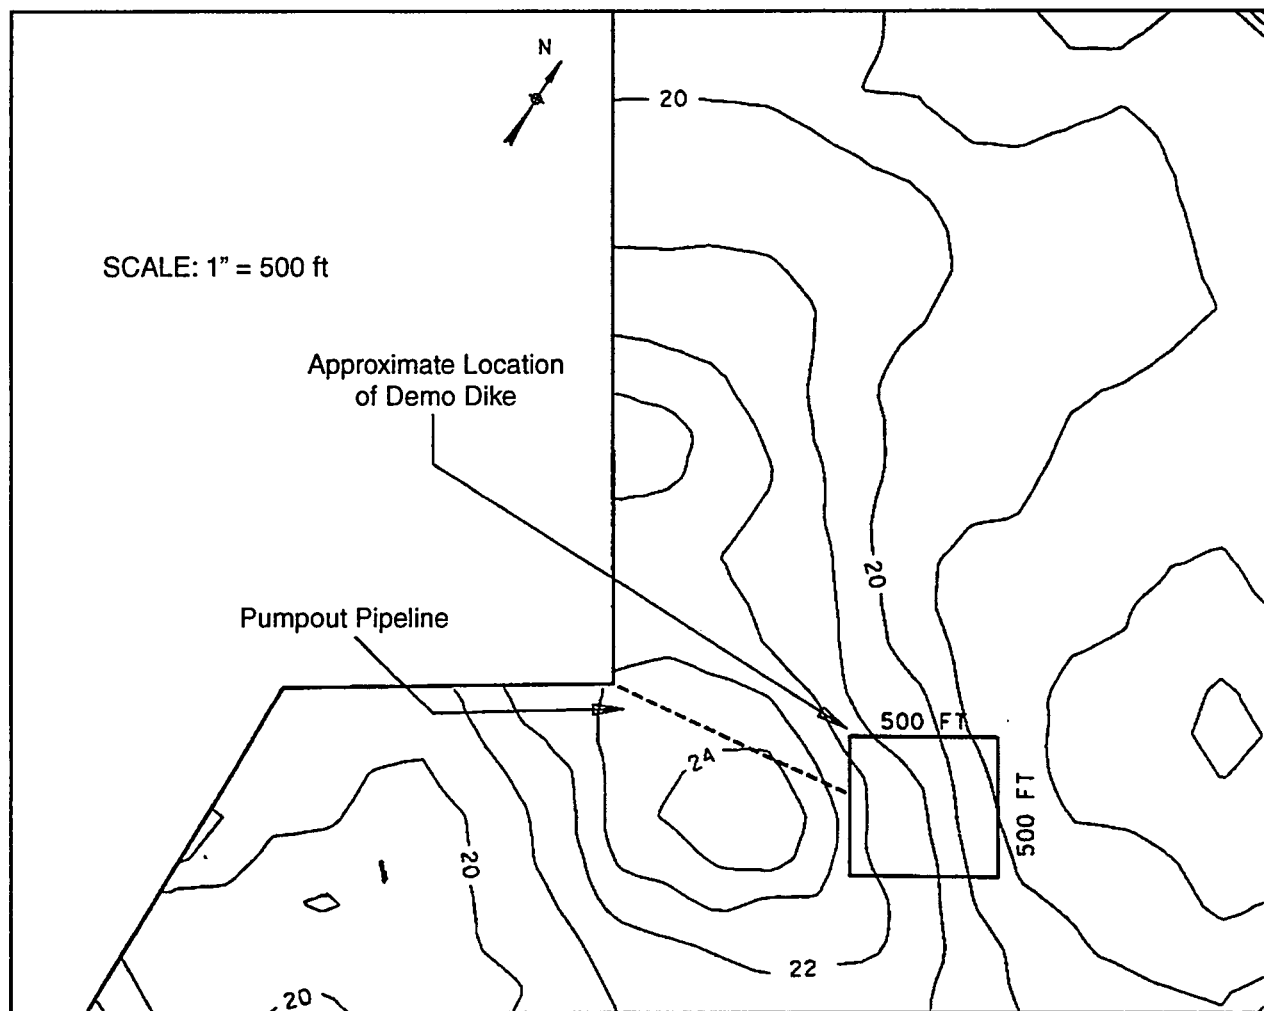 N
20
SCALE: 1" = 500 ft
Approximate Location
of Demo Dike
20
Pumpout Pipeline
500 FT
24
500 FT
20
22
20